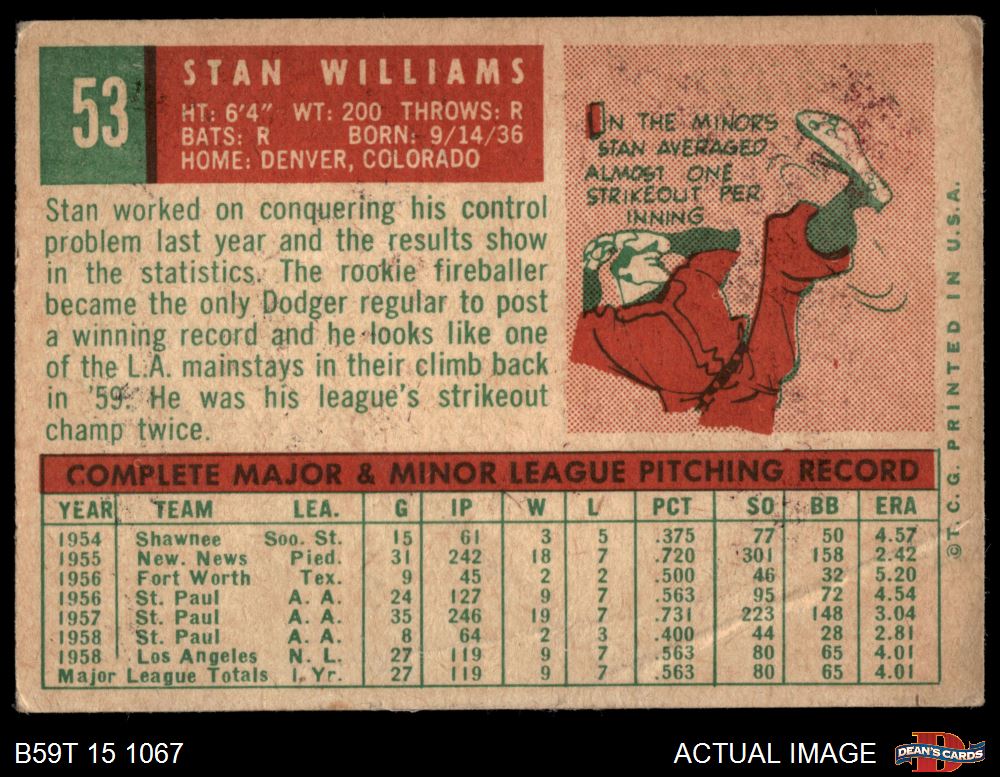 53
STAN WILLIAMS
HT: 6'4" WT: 200 THROWS: R
BATS: R BORN: 9/14/36
HOME: DENVER, COLORADO
IN THE MINORS
STAN AVERAGED
ALMOST ONE
STRIKEOUT PER
INNING
Stan worked on conquering his control
problem last year and the results show
in the statistics. The rookie fireballer
became the only Dodger regular to post
a winning record and he looks like one
of the L.A. mainstays in their climb back
in '59. He was his league's strikeout
champ twice.
COMPLETE MAJOR & MINOR LEAGUE PITCHING RECORD
YEAR TEAM LEA. G IP W L PCT SO BB ERA
1954 Shawnee Soo. St. 15 61 3 5 .375 77 50 4.57
1955 New. News Pied. 31 242 18 7 .720 301 158 2.42
1956 Fort Worth Tex. 9 45 2 2 .500 46 32 5.20
1956 St. Paul A. A. 24 127 9 7 .563 95 72 4.54
1957 St. Paul A. A. 35 246 19 7 .731 223 148 3.04
1958 St. Paul A. A. 8 64 2 3 .400 44 28 2.81
1958 Los Angeles N. L. 27 119 9 7 .563 80 65 4.01
Major League Totals 1 Yr. 27 119 9 7 .563 80 65 4.01
©T.C.G. PRINTED IN U.S.A.
B59T 15 1067
ACTUAL IMAGE
D
DEAN'S CARDS